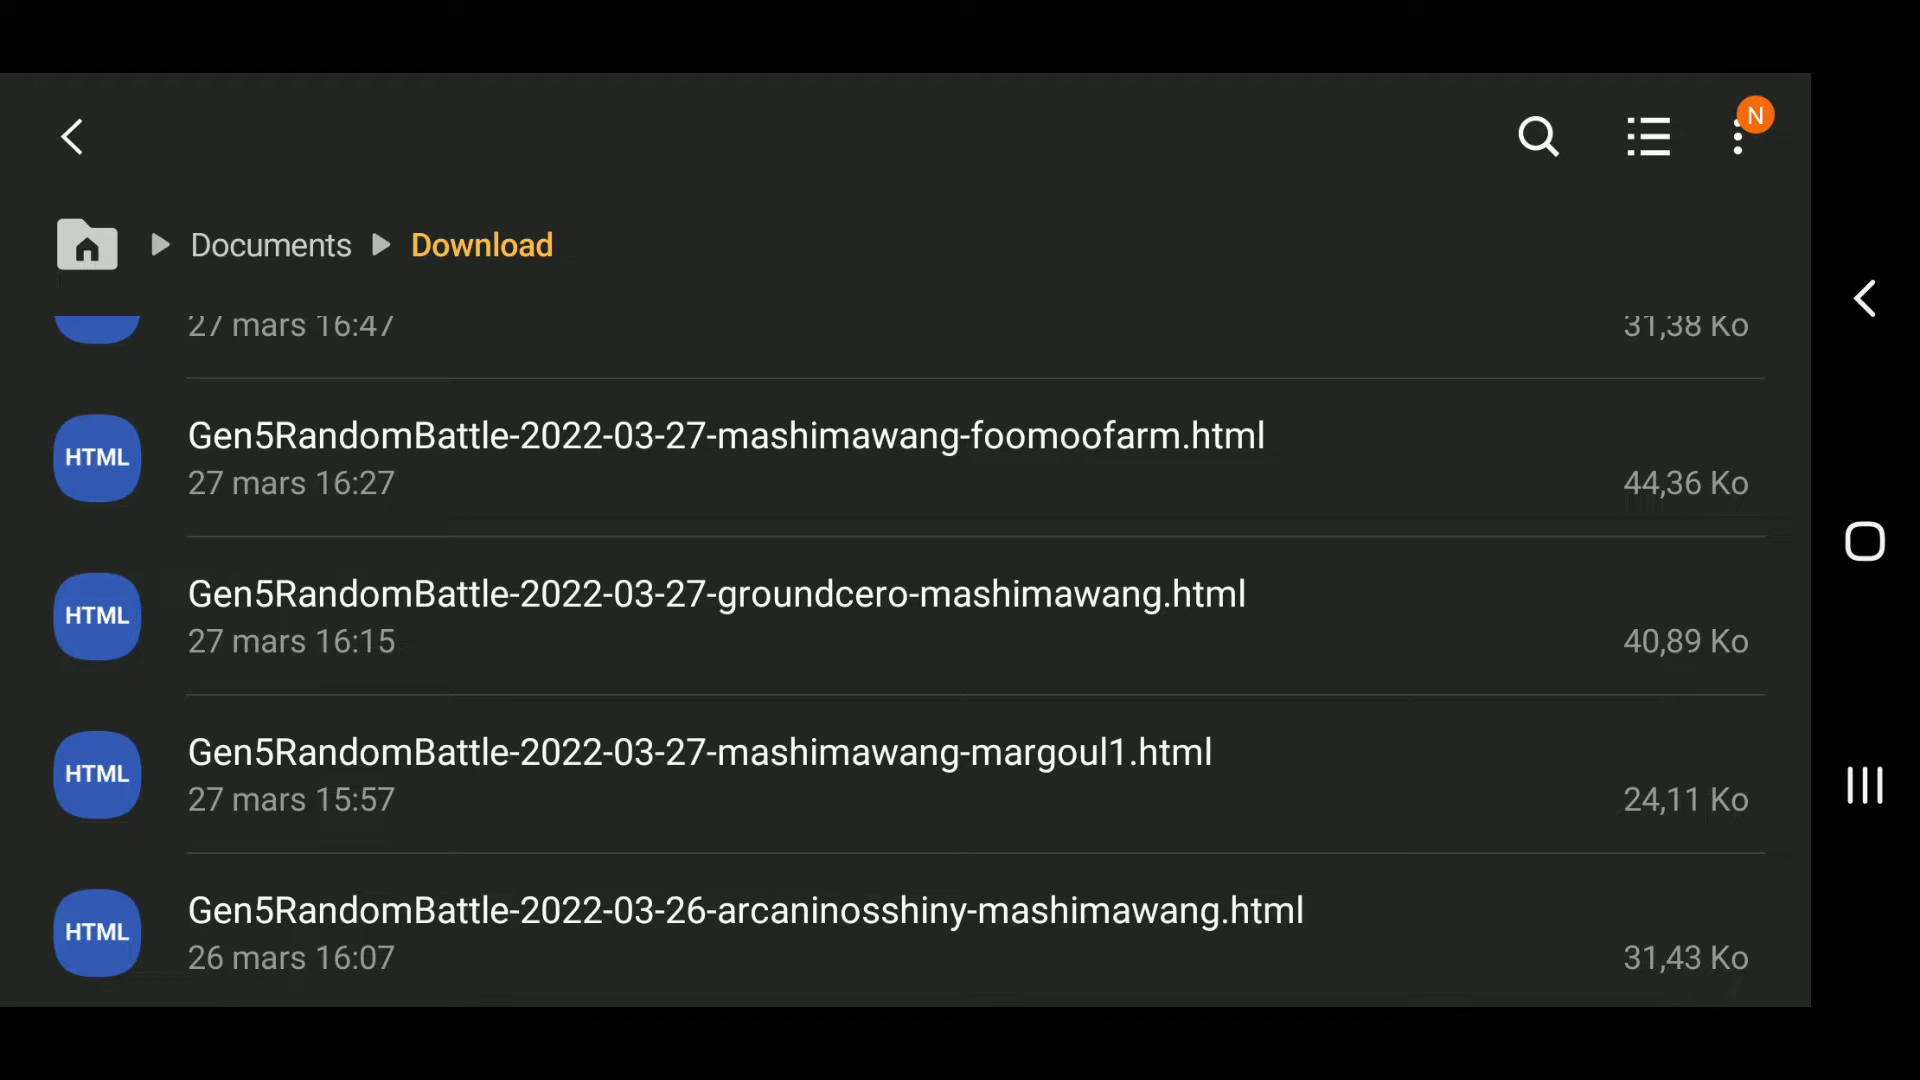 N
Documents Download
27 mars 16:47
31,38 Ko
HTML
Gen5RandomBattle-2022-03-27-mashimawang-foomoofarm.html
27 mars 16:27
44,36 Ko
HTML
Gen5RandomBattle-2022-03-27-groundcero-mashimawang.html
27 mars 16:15
40,89 Ko
HTML
Gen5RandomBattle-2022-03-27-mashimawang-margoul1.html
27 mars 15:57
24,11 Ko
HTML
Gen5RandomBattle-2022-03-26-arcaninosshiny-mashimawang.html
26 mars 16:07
31,43 Ko